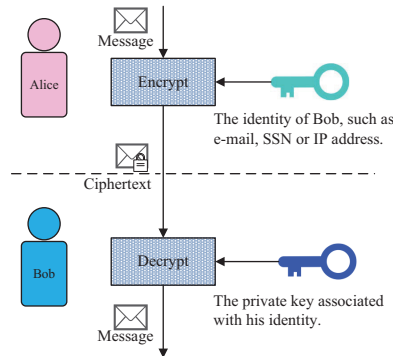 Message
Alice
Encrypt
The identity of Bob, such as
e-mail, SSN or IP address.
Ciphertext
Bob
Decrypt
The private key associated
with his identity.
Message